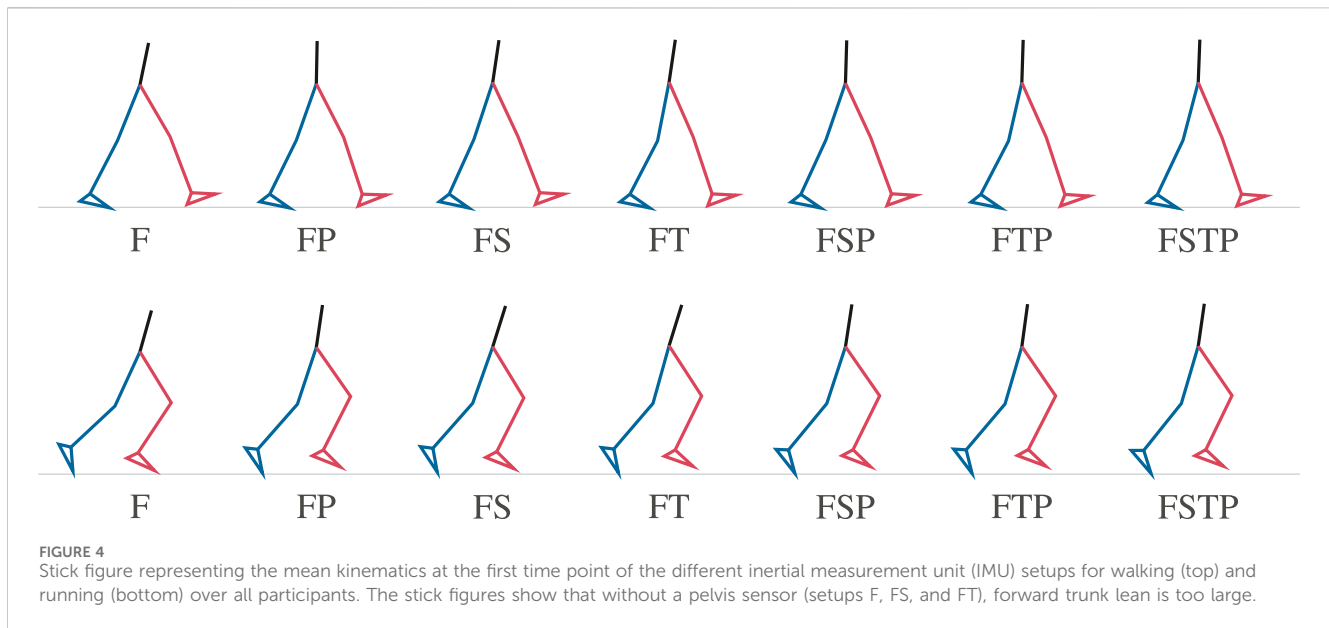 F FP FS FT FSP FTP FSTP
F FP FS FT FSP FTP FSTP
FIGURE 4
Stick figure representing the mean kinematics at the first time point of the different inertial measurement unit (IMU) setups for walking (top) and
running (bottom) over all participants. The stick figures show that without a pelvis sensor (setups F, FS, and FT), forward trunk lean is too large.